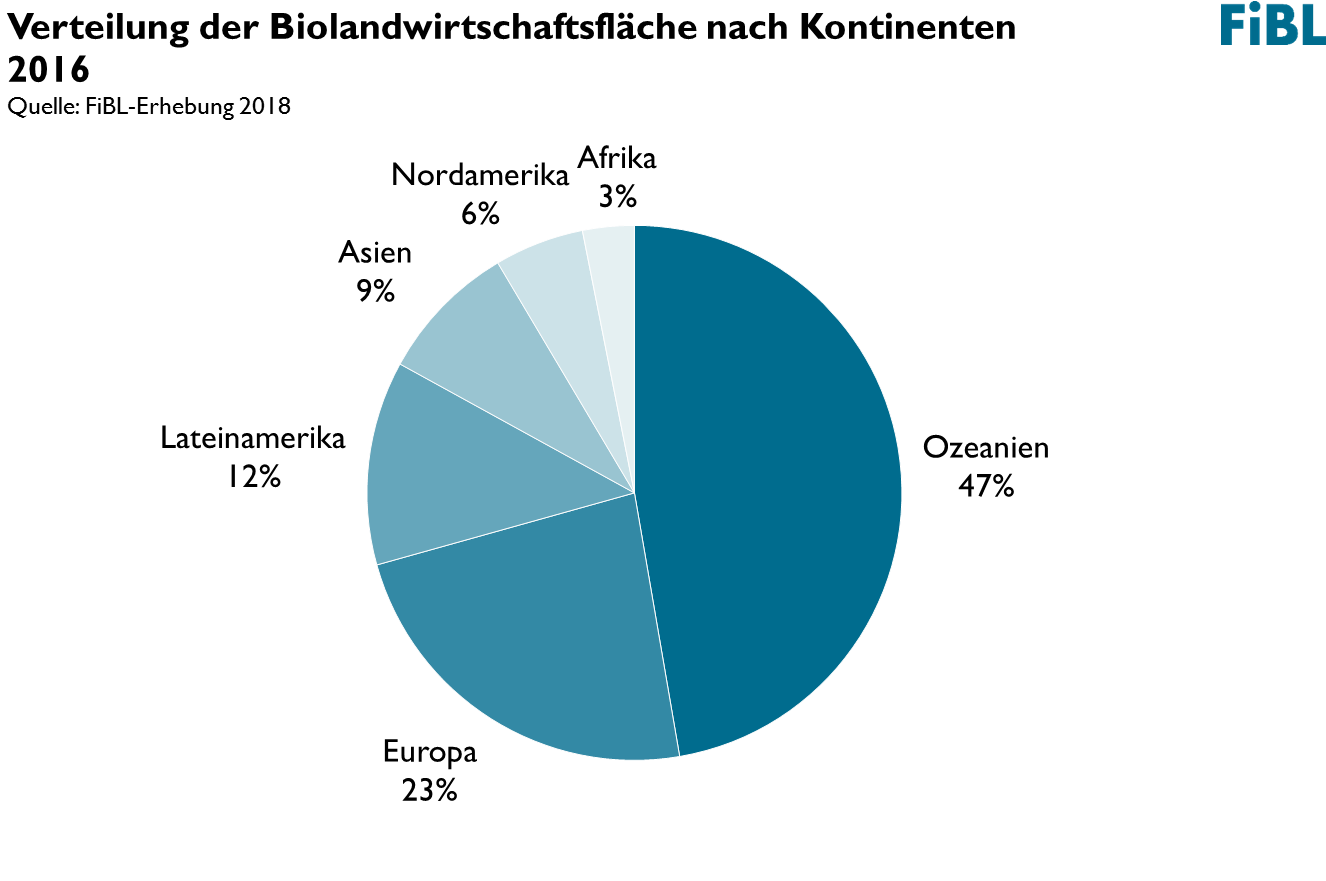 Verteilung der Biolandwirtschaftsfläche nach Kontinenten
2016
FiBL
Quelle: FiBL-Erhebung 2018
Afrika
3%
Nordamerika
6%
Asien
9%
Lateinamerika
12%
Ozeanien
47%
Europa
23%